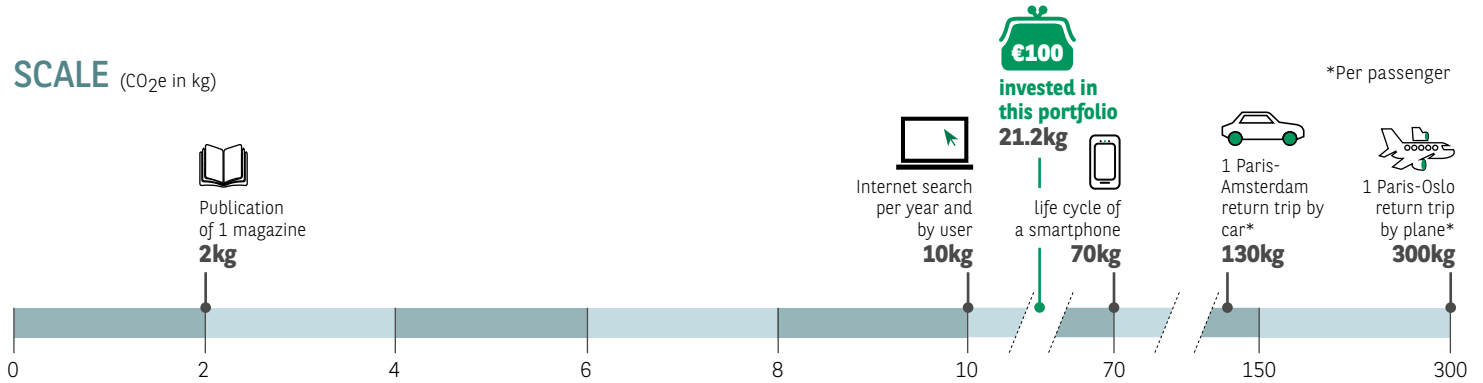 SCALE (CO2e in kg)
€100
invested in
this portfolio
21.2kg
*Per passenger
Publication
of 1 magazine
2kg
Internet search
per year and
by user
10kg
life cycle of
a smartphone
70kg
1 Paris-
Amsterdam
return trip by
car*
130kg
1 Paris-Oslo
return trip
by plane*
300kg
0 2 4 6 8 10 70 150 300